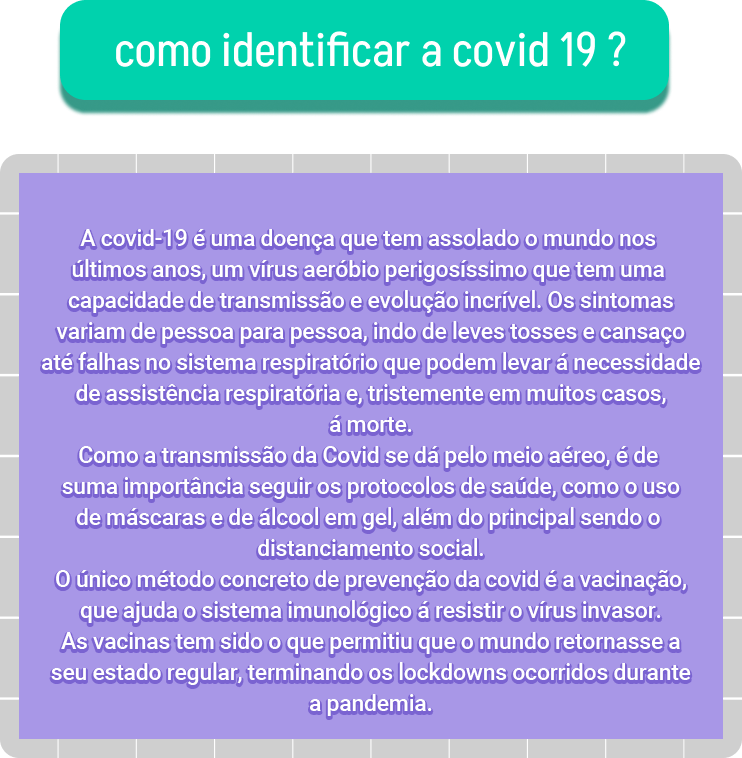 como identificar a covid 19 ?
A covid-19 é uma doença que tem assolado o mundo nos
últimos anos, um vírus aeróbio perigosíssimo que tem uma
capacidade de transmissão e evolução incrível. Os sintomas
variam de pessoa para pessoa, indo de leves tosses e cansaço
até falhas no sistema respiratório que podem levar á necessidade
de assistência respiratória e, tristemente em muitos casos,
á morte.
Como a transmissão da Covid se dá pelo meio aéreo, é de
suma importância seguir os protocolos de saúde, como o uso
de máscaras e de álcool em gel, além do principal sendo o
distanciamento social.
O único método concreto de prevenção da covid é a vacinação,
que ajuda o sistema imunológico á resistir o vírus invasor.
As vacinas tem sido o que permitiu que o mundo retornasse a
seu estado regular, terminando os lockdowns ocorridos durante
a pandemia.